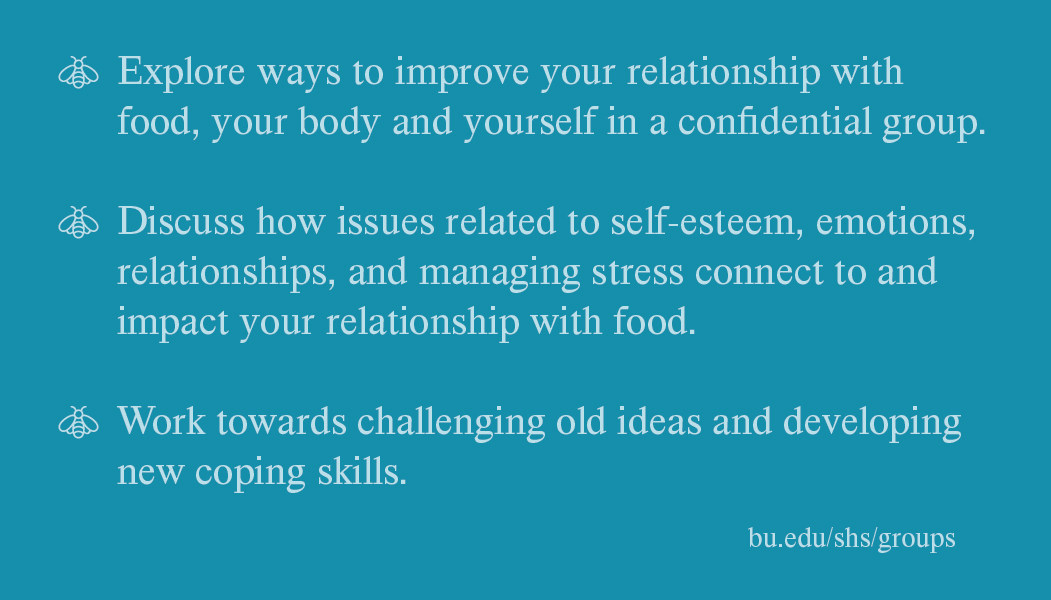 Explore ways to improve your relationship with
food, your body and yourself in a confidential group.
Discuss how issues related to self-esteem, emotions,
relationships, and managing stress connect to and
impact your relationship with food.
Work towards challenging old ideas and developing
new coping skills.
bu.edu/shs/groups